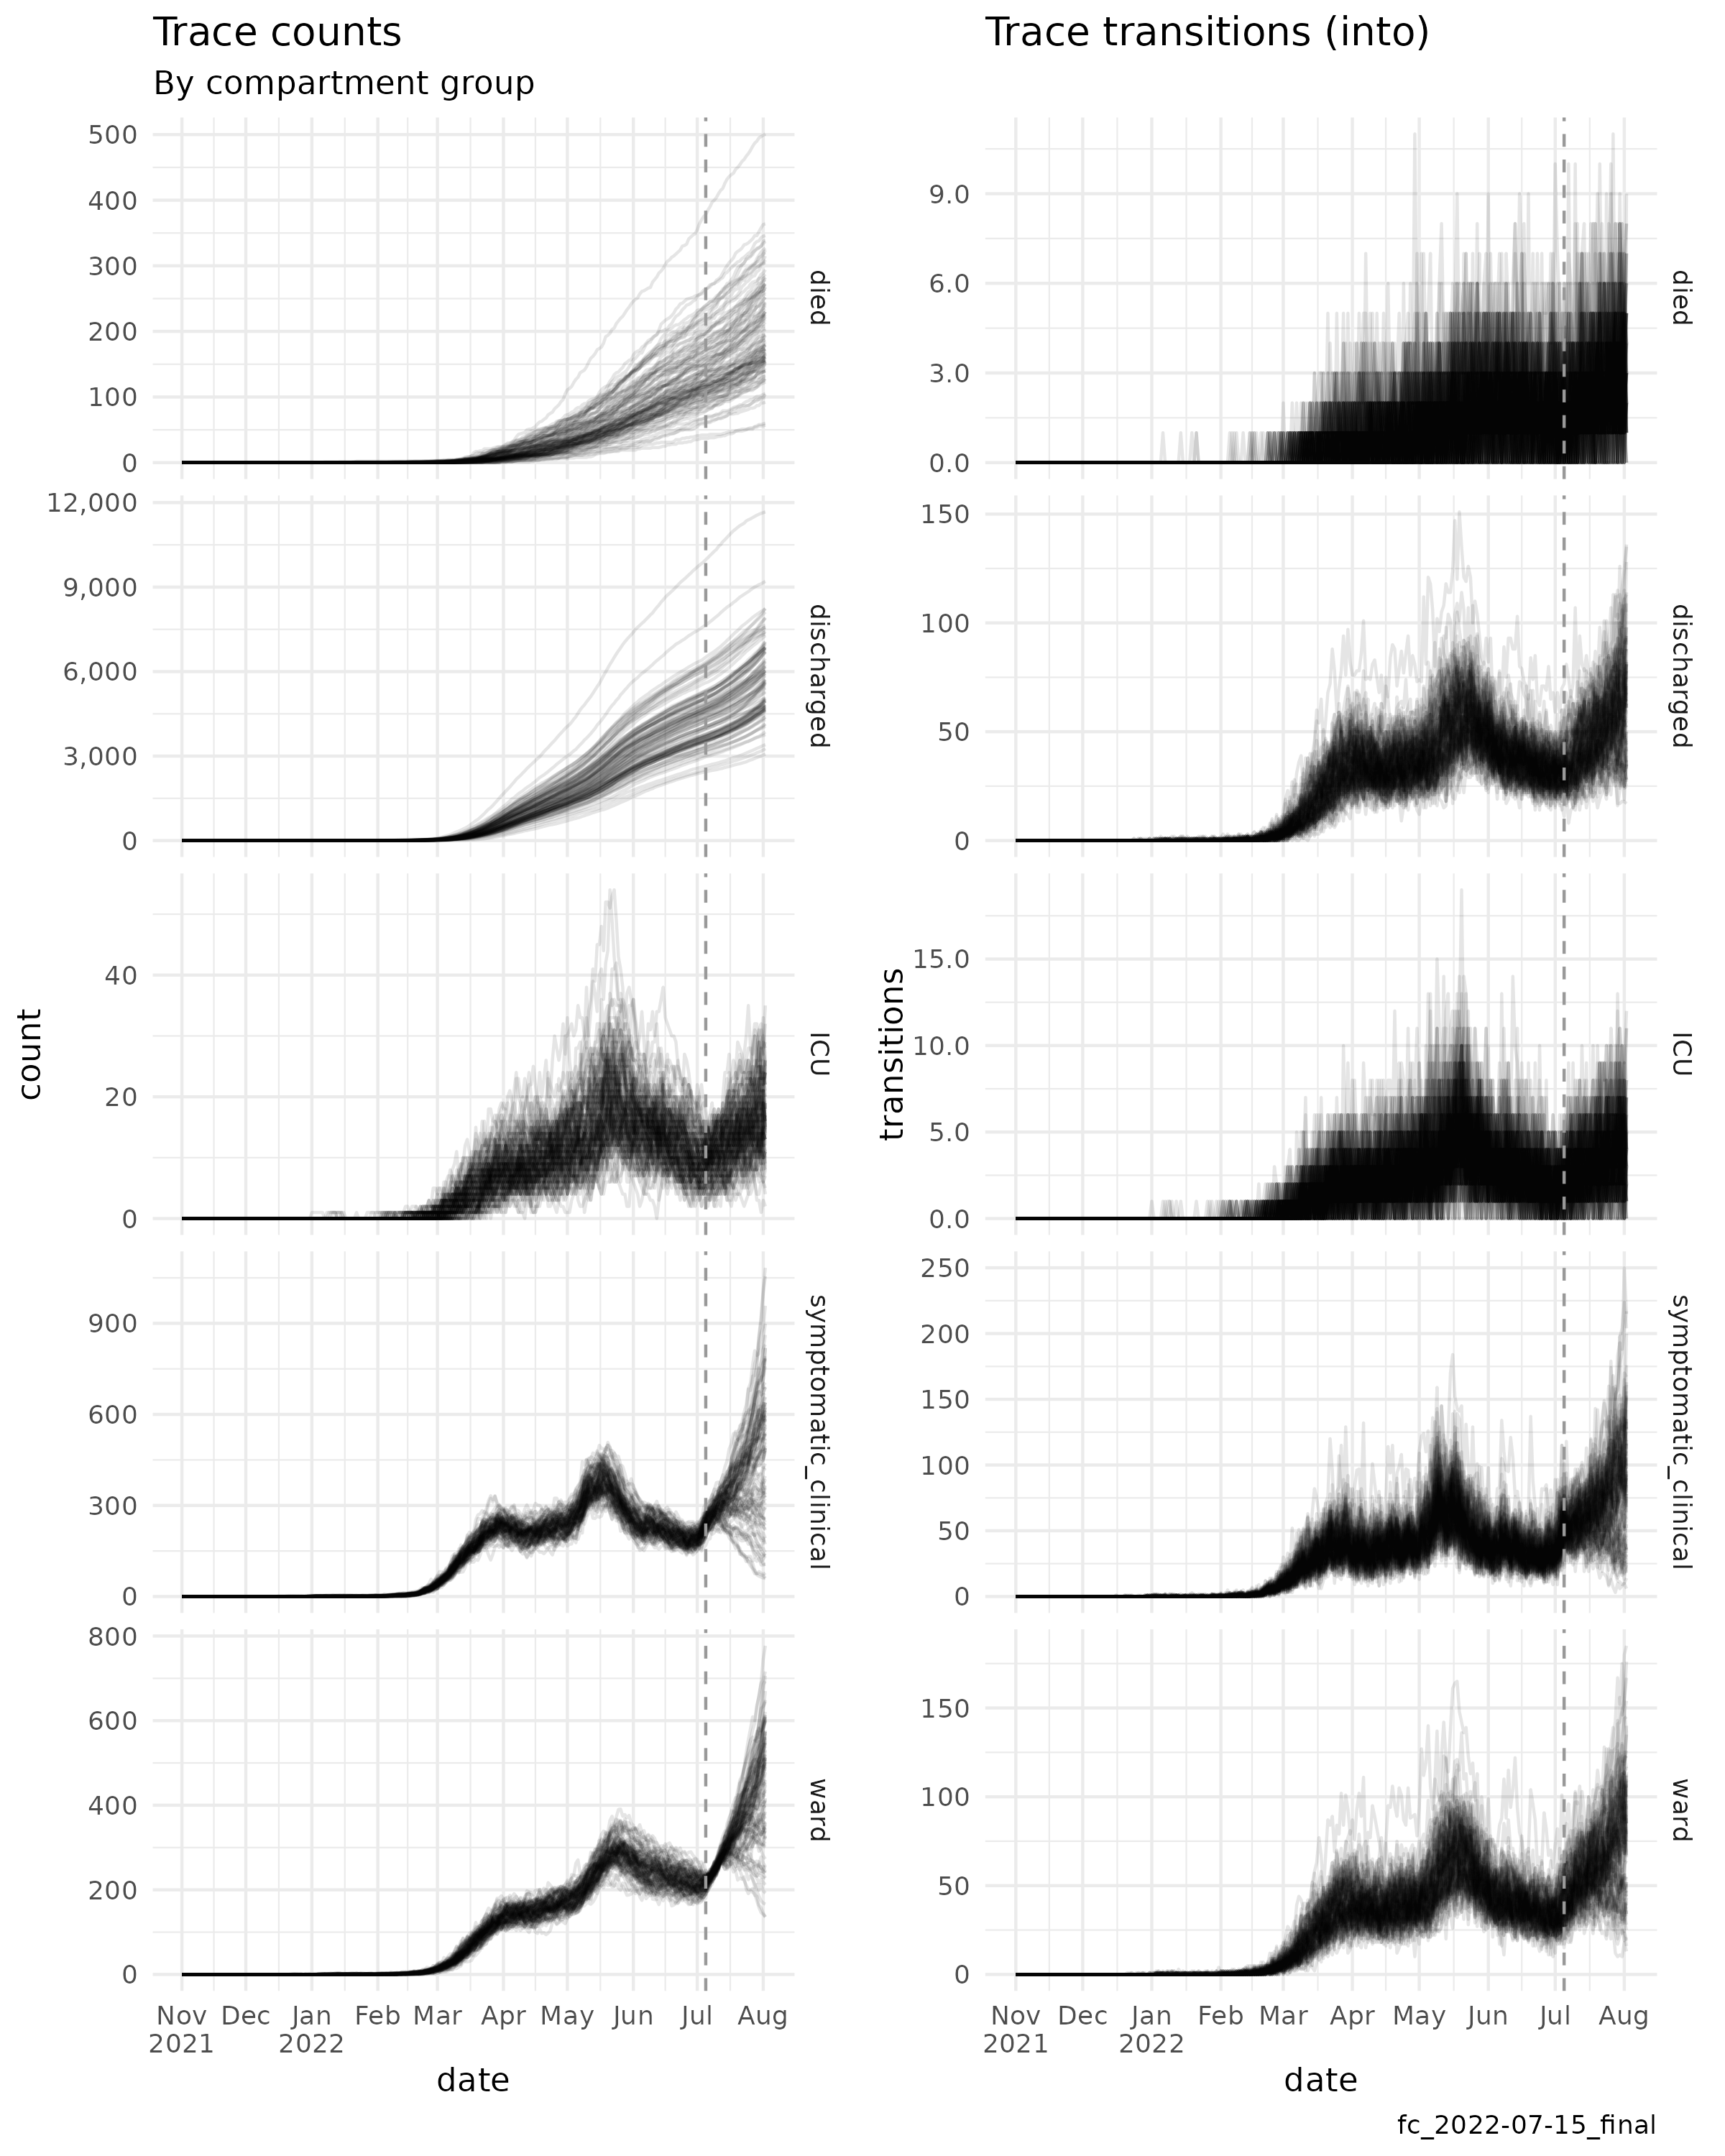 Trace counts
By compartment group
500
400
300
200
100
0
died
12,000
9,000
6,000
3,000
0
discharged
40
20
0
ICU
900
600
300
0
symptomatic_clinical
800
600
400
200
0
ward
count
Nov Dec Jan Feb Mar Apr May Jun Jul Aug
2021 2022
date
Trace transitions (into)
9.0
6.0
3.0
0.0
died
150
100
50
0
discharged
15.0
10.0
5.0
0.0
ICU
250
200
150
100
50
0
symptomatic_clinical
150
100
50
0
ward
transitions
Nov Dec Jan Feb Mar Apr May Jun Jul Aug
2021 2022
date
fc_2022-07-15_final